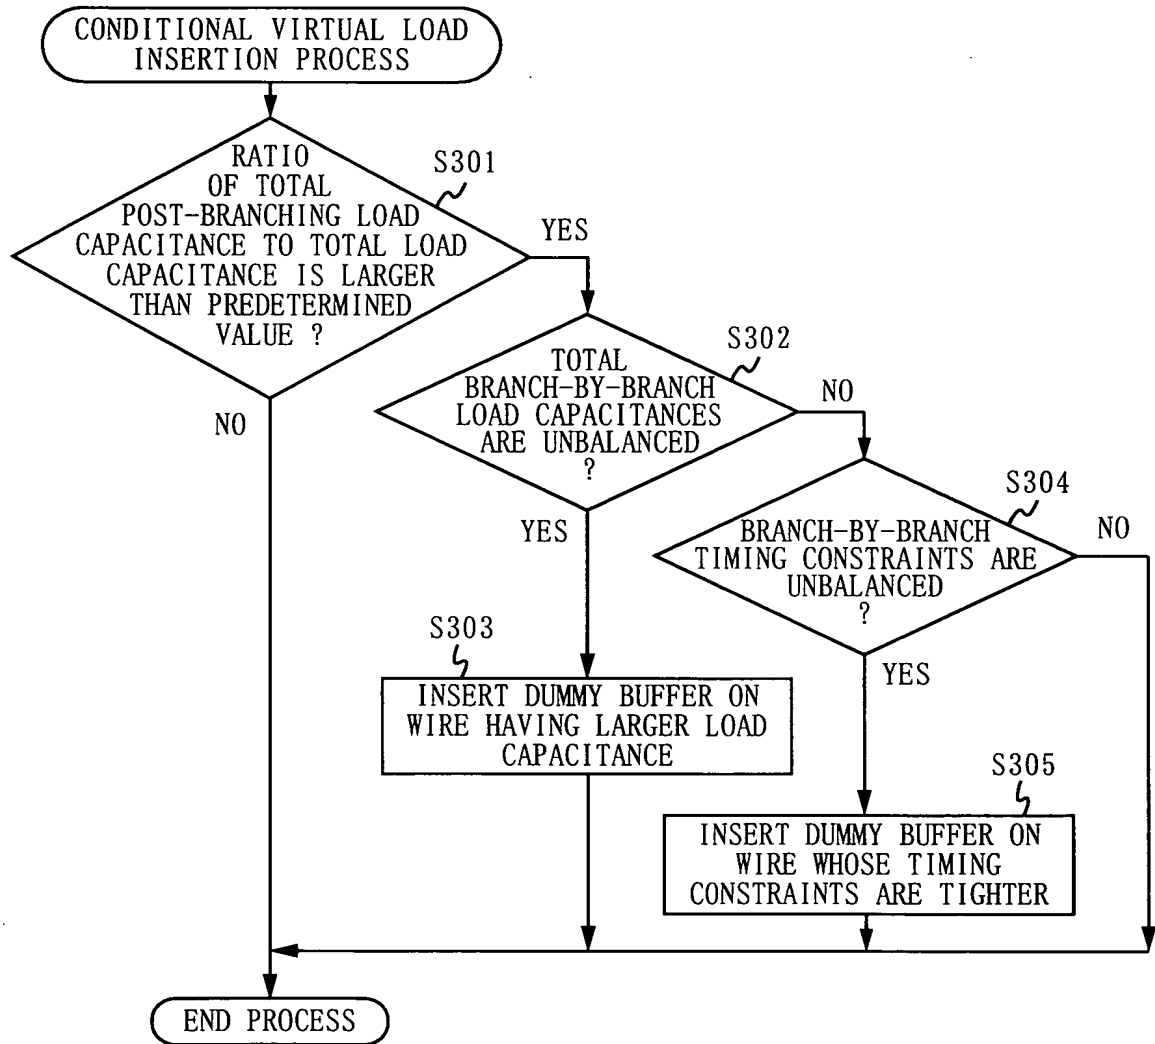 CONDITIONAL VIRTUAL LOAD
INSERTION PROCESS
RATIO
OF TOTAL
POST-BRANCHING LOAD
CAPACITANCE TO TOTAL LOAD
CAPACITANCE IS LARGER
THAN PREDETERMINED
VALUE ?
S301
YES
NO
TOTAL
BRANCH-BY-BRANCH
LOAD CAPACITANCES
ARE UNBALANCED
?
S302
NO
YES
BRANCH-BY-BRANCH
TIMING CONSTRAINTS ARE
UNBALANCED
?
S304
NO
YES
S303
INSERT DUMMY BUFFER ON
WIRE HAVING LARGER LOAD
CAPACITANCE
S305
INSERT DUMMY BUFFER ON
WIRE WHOSE TIMING
CONSTRAINTS ARE TIGHTER
END PROCESS